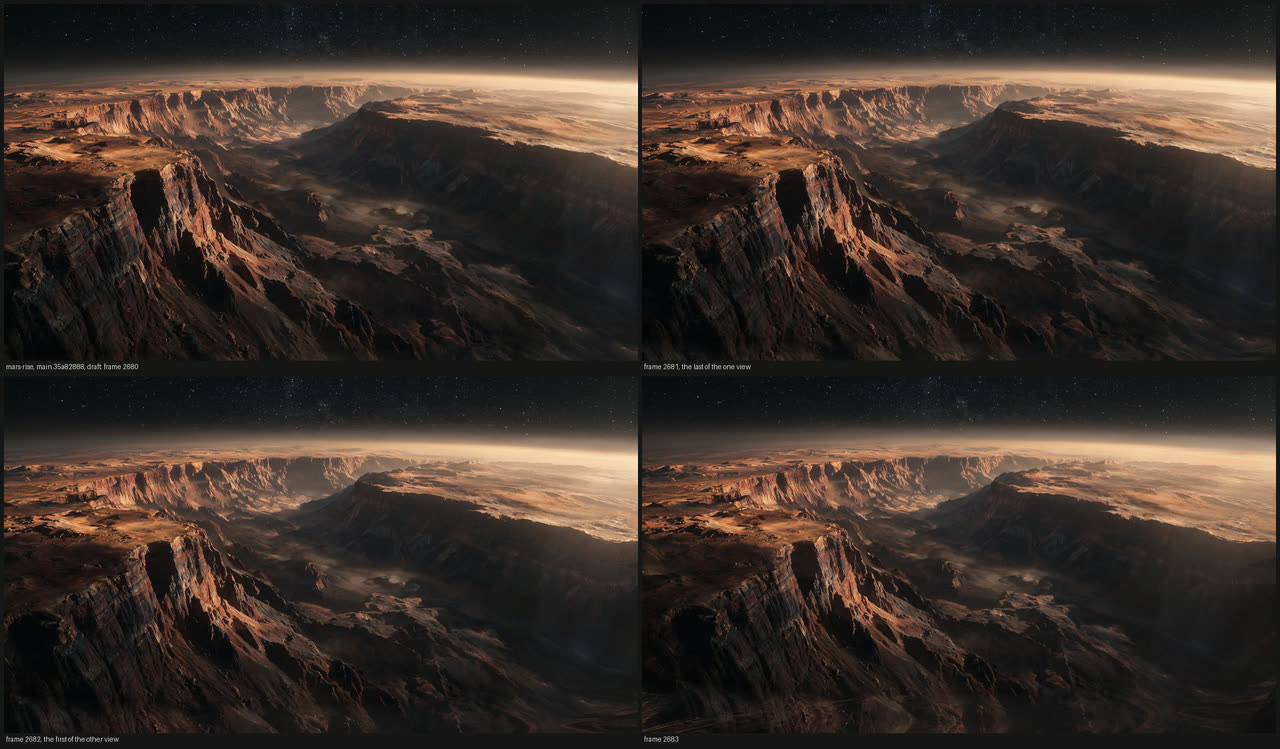 mars-rise, main 35a82888, draft frame 2680
frame 2681, the last of the one view
frame 2682, the first of the other view
frame 2683